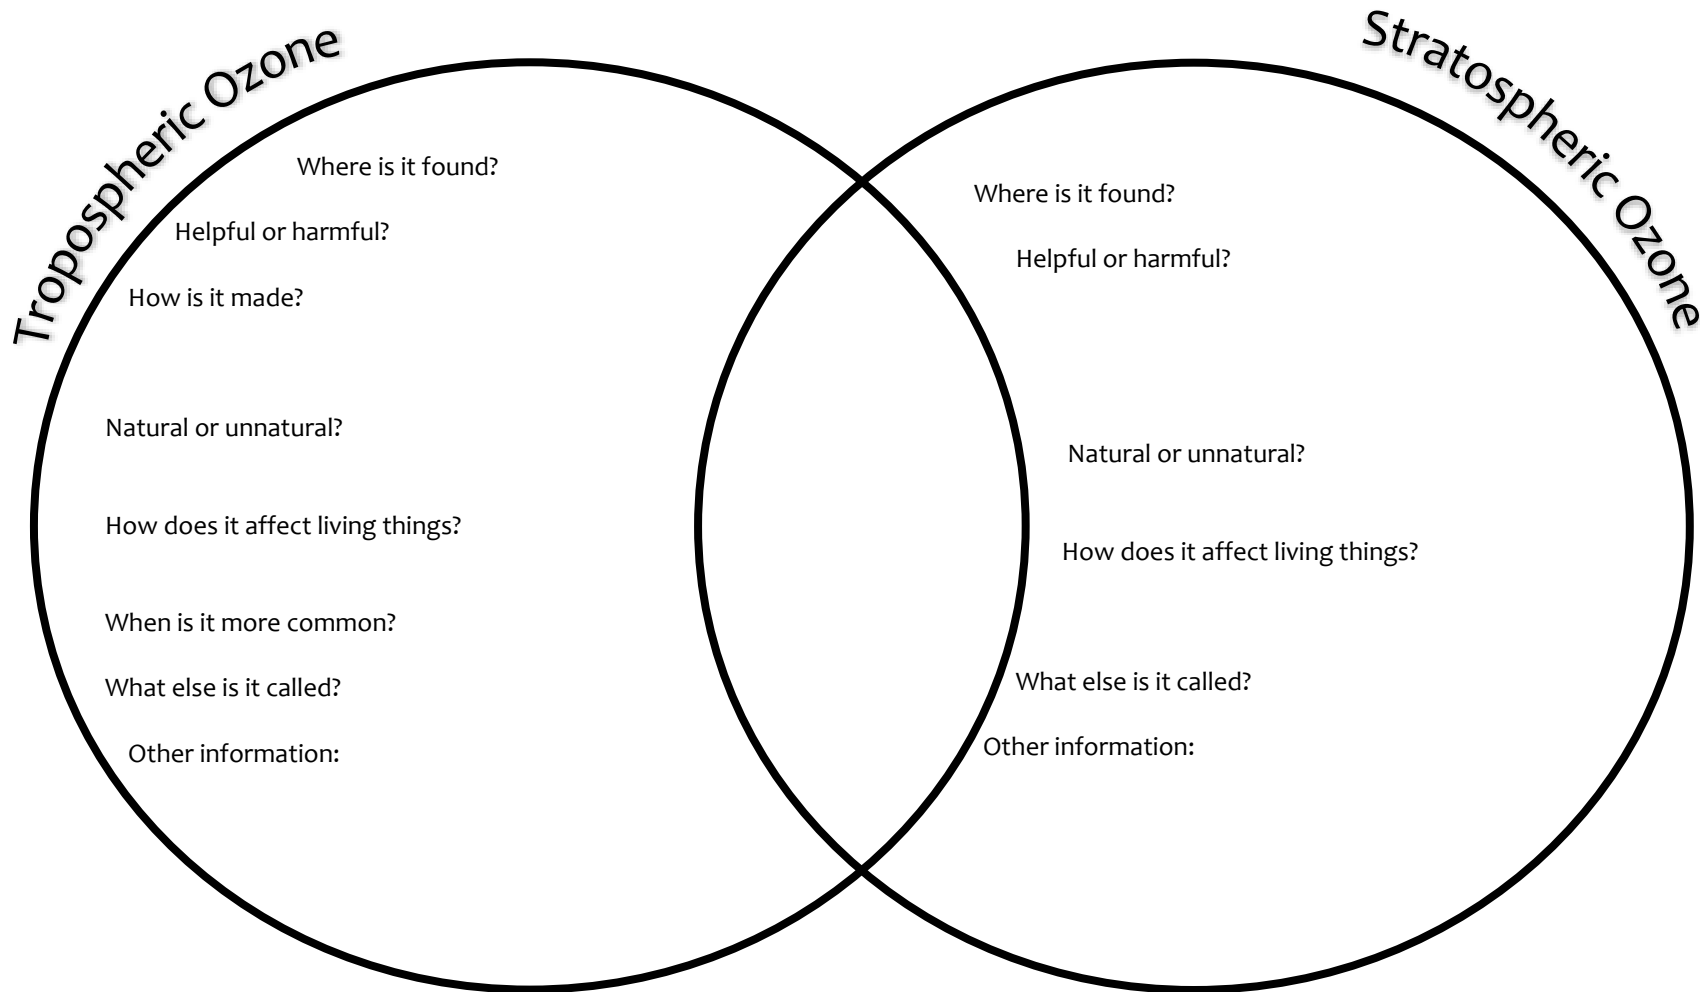 Tropospheric Ozone
Where is it found?
Helpful or harmful?
How is it made?
Natural or unnatural?
How does it affect living things?
When is it more common?
What else is it called?
Other information:
Stratospheric Ozone
Where is it found?
Helpful or harmful?
Natural or unnatural?
How does it affect living things?
What else is it called?
Other information: